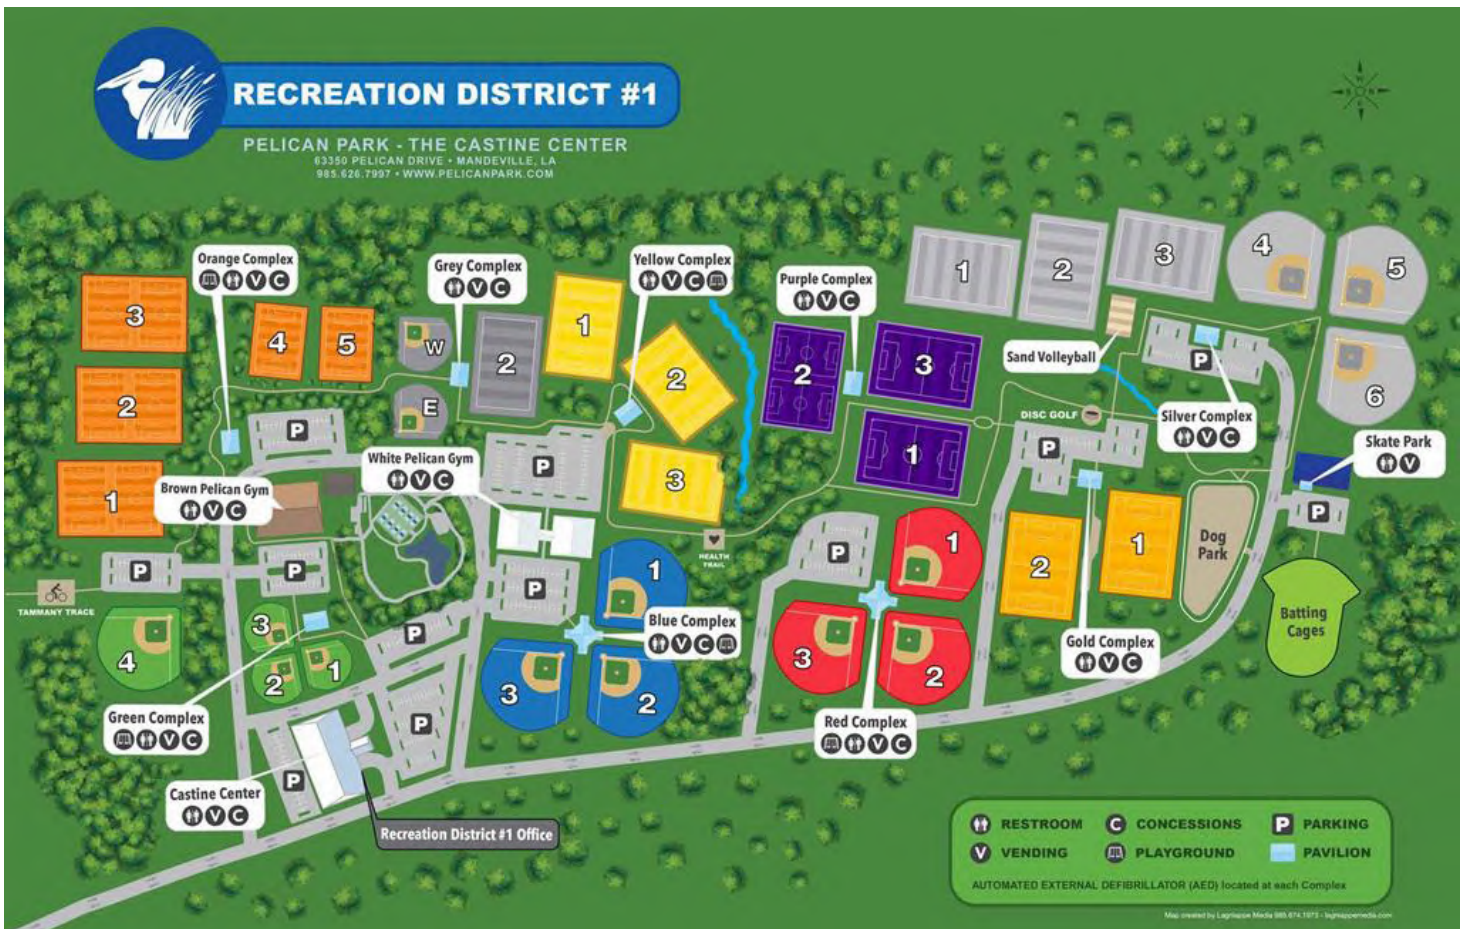 RECREATION DISTRICT #1
PELICAN PARK - THE CASTINE CENTER
63350 PELICAN DRIVE • MANDEVILLE, LA
985.626.7997 • WWW.PELICANPARK.COM
Orange Complex
V C
3
4
5
2
1
Grey Complex
V C
W
E
2
Yellow Complex
V C
1
2
3
Purple Complex
V C
2
3
1
1
2
3
4
5
6
Sand Volleyball
P
Silver Complex
V C
DISC GOLF
P
Skate Park
V
P
P
Brown Pelican Gym
V C
White Pelican Gym
V C
P
HEALTH
TRAIL
P
P
TAMMANY TRACE
P
P
1
Blue Complex
V C
3
2
P
1
3
2
Red Complex
V C
2
1
Gold Complex
V C
Dog
Park
Batting
Cages
4
3
2
1
P
P
P
Green Complex
V C
Castine Center
V C
Recreation District #1 Office
RESTROOM C CONCESSIONS P PARKING
V VENDING PLAYGROUND PAVILION
AUTOMATED EXTERNAL DEFIBRILLATOR (AED) located at each Complex